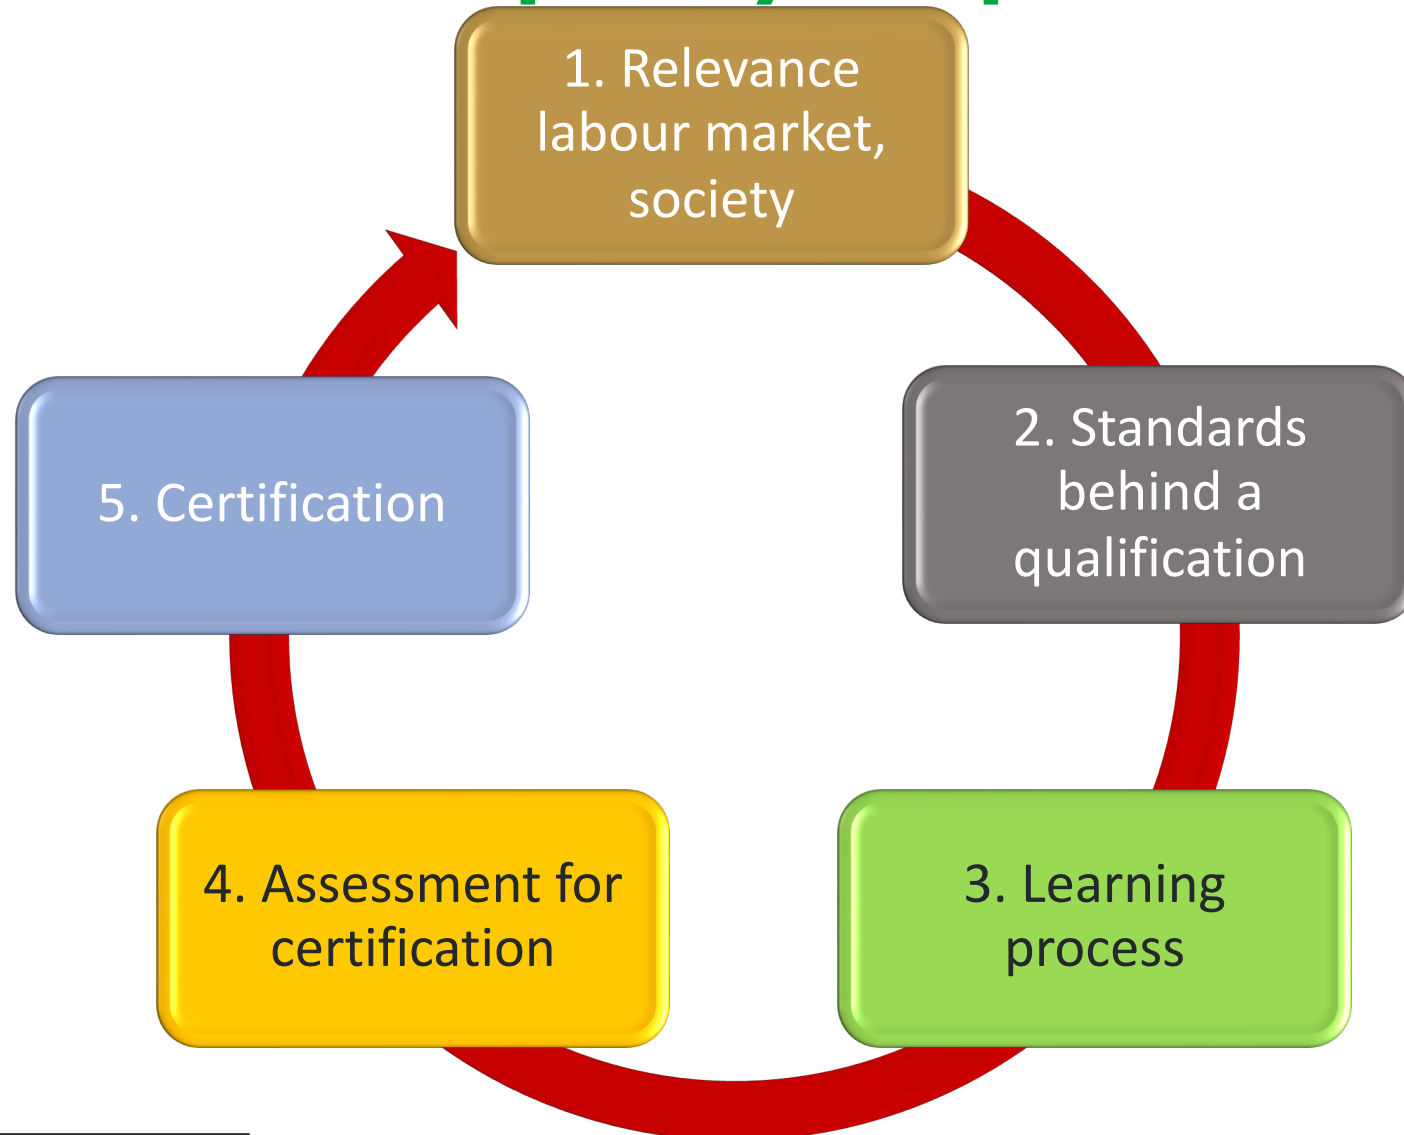 1. Relevance
labour market,
society
2. Standards
behind a
qualification
3. Learning
process
4. Assessment for
certification
5. Certification